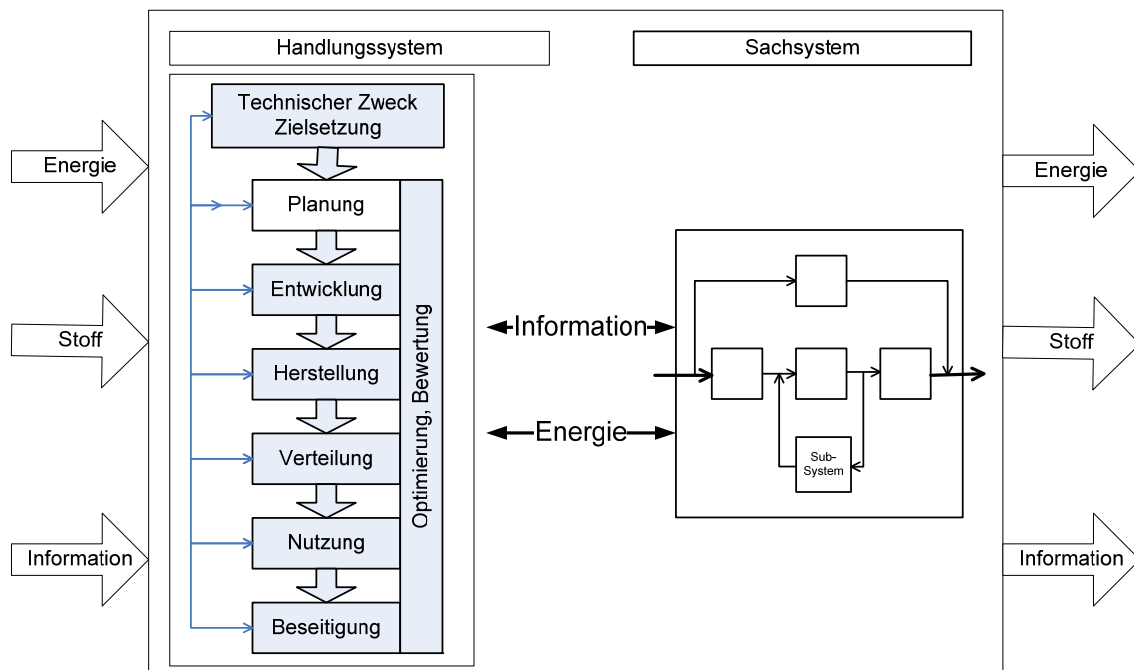 Handlungssystem
Sachsystem
Technischer Zweck
Zielsetzung
Planung
Entwicklung
Herstellung
Verteilung
Nutzung
Beseitigung
Optimierung, Bewertung
Energie
Stoff
Information
Information
Energie
Sub-
System
Energie
Stoff
Information